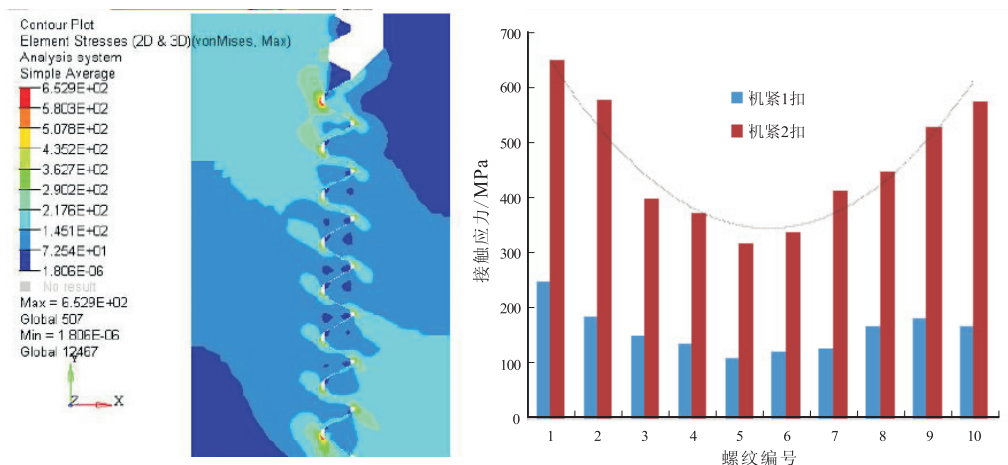 Contour Plot
Element Stresses (2D & 3D)(vonMises, Max)
Analysis system
Simple Average
6.529E+02
5.803E+02
5.078E+02
4.352E+02
3.627E+02
2.902E+02
2.176E+02
1.451E+02
7.254E+01
1.806E-06
No result
Max = 6.529E+02
Global 507
Min = 1.806E-06
Global 12467
Y
Z
X
700
600
500
400
300
200
100
0
接触应力/MPa
机紧1扣
机紧2扣
1 2 3 4 5 6 7 8 9 10
螺纹编号